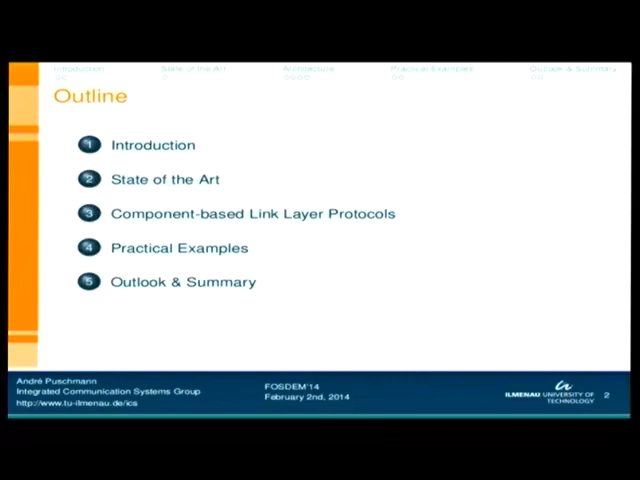 Introduction State of the Art Architecture Practical Examples Outlook & Summary
Outline
1 Introduction
2 State of the Art
3 Component-based Link Layer Protocols
4 Practical Examples
5 Outlook & Summary
André Puschmann
Integrated Communication Systems Group
http://www.tu-ilmenau.de/ics
FOSDEM'14
February 2nd, 2014
ILMENAU UNIVERSITY OF
TECHNOLOGY
2